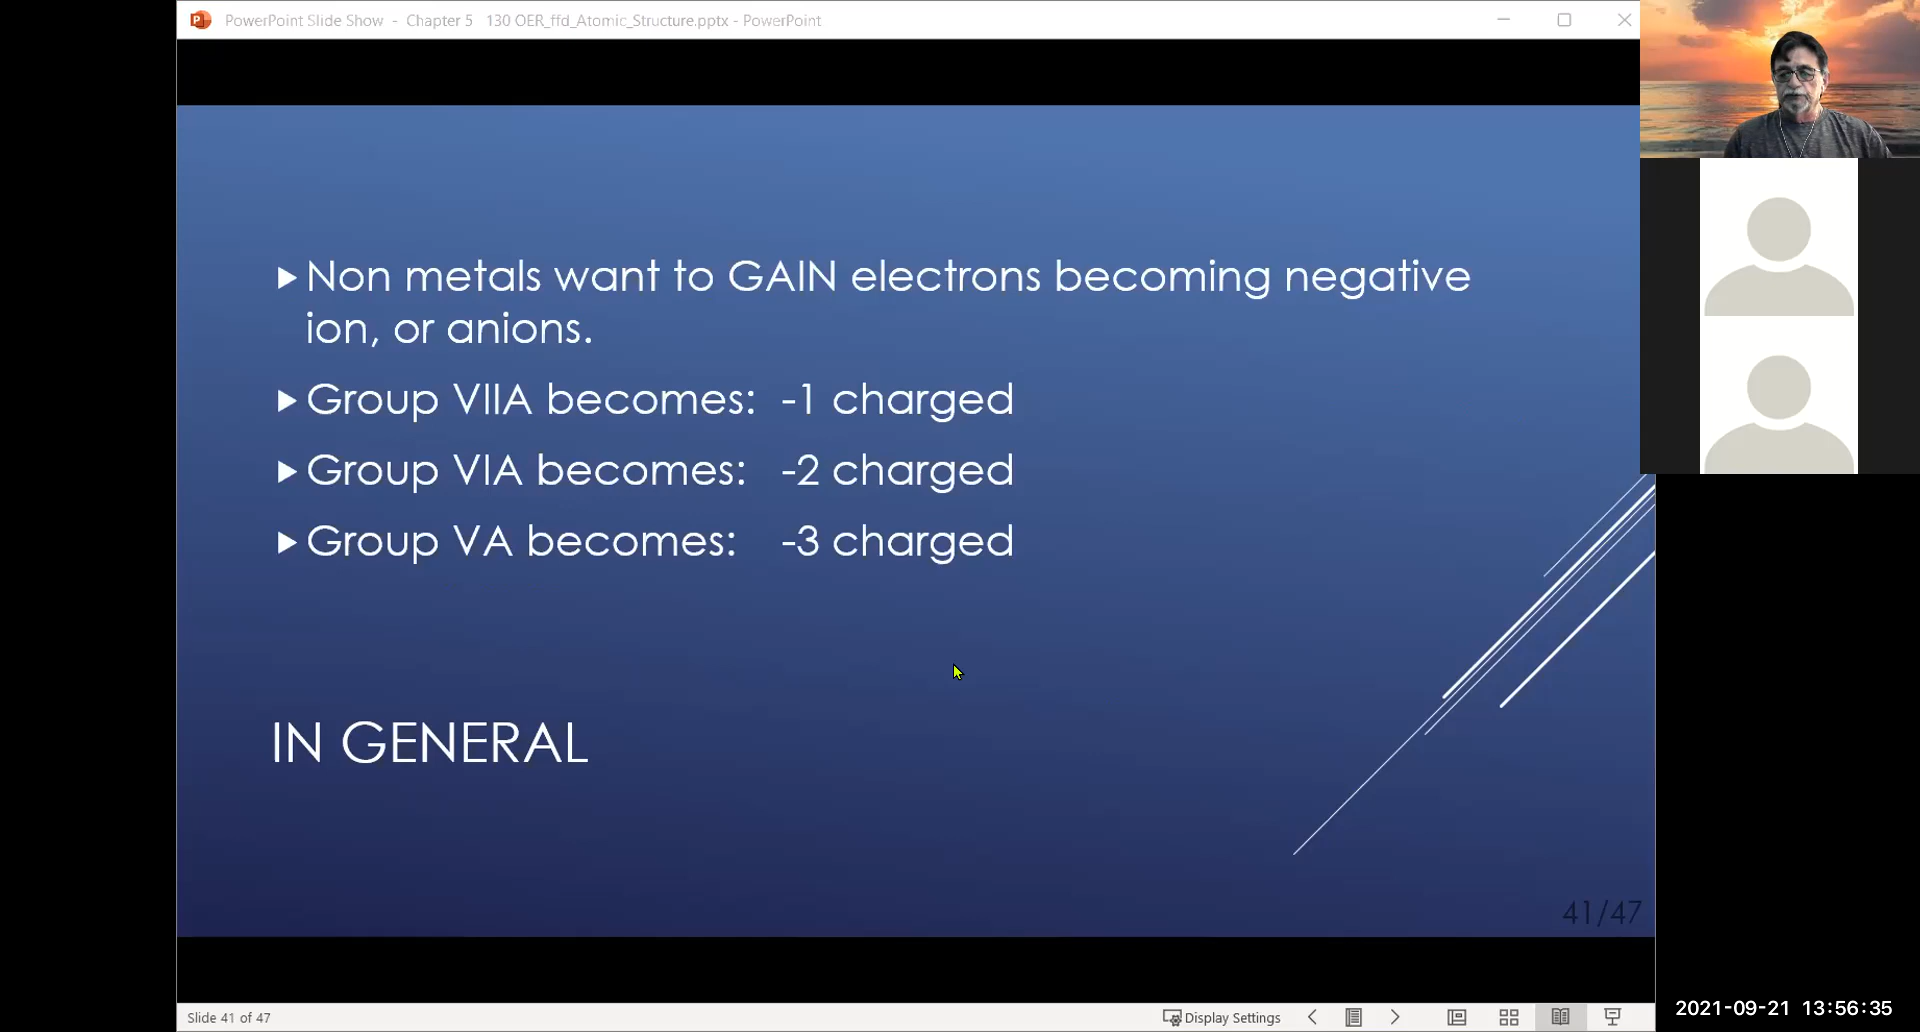 PowerPoint Slide Show - Chapter 5 130 OER_ffd_Atomic_Structure.pptx - PowerPoint
Non metals want to GAIN electrons becoming negative
ion, or anions.
Group VIIA becomes: -1 charged
Group VIA becomes: -2 charged
Group VA becomes: -3 charged
IN GENERAL
41/47
Slide 41 of 47
Display Settings
2021-09-21 13:56:35